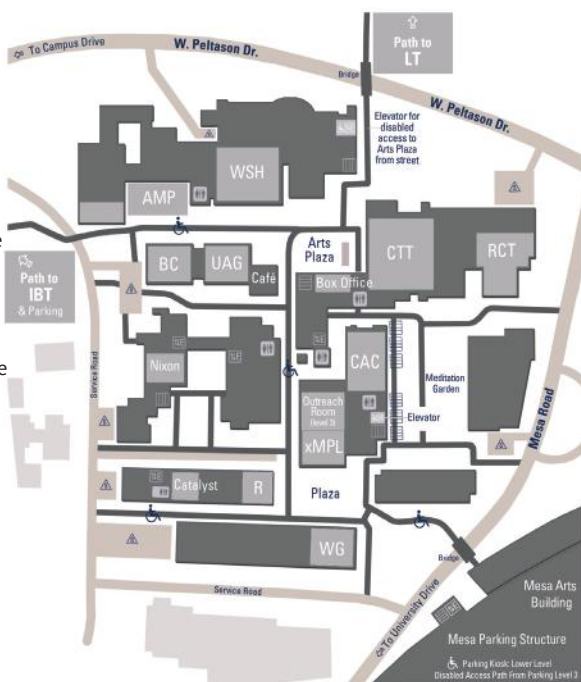 To Campus Drive
W. Peltason Dr.
Path to
LT
Bridge
W. Peltason Dr.
Elevator for
disabled
access to
Arts Plaza
from street
WSH
AMP
e
Arts
Plaza
CTT
RCT
BC
UAG
Café
Box Office
Path to
IBT
& Parking
Nixon
CAC
Meditation
Garden
e
Service Road
Mesa Road
Outreach
Room
(level 3)
Elevator
xMPL
Catalyst
R
Plaza
WG
Bridge
Service Road
To University Drive
Mesa Arts
Building
Mesa Parking Structure
Parking Kiosk: Lower Level
Disabled Access Path From Parking Level 3